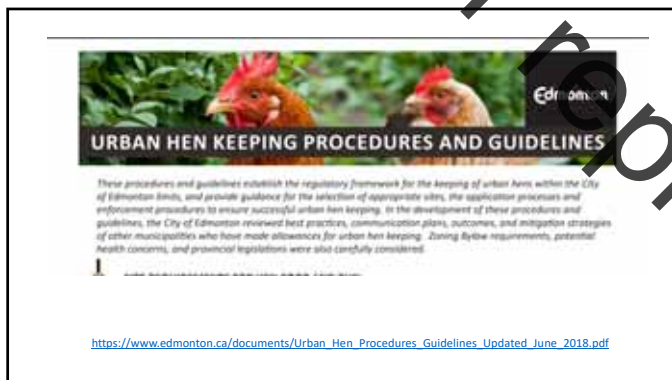 Edmonton
URBAN HEN KEEPING PROCEDURES AND GUIDELINES
These procedures and guidelines establish the regulatory framework for the keeping of urban hens within the City
of Edmonton limits, and provide guidance for the selection of appropriate sites, the application processes and
enforcement procedures to ensure successful urban hen keeping. In the development of these procedures and
guidelines, the City of Edmonton reviewed best practices, communication plans, outcomes, and mitigation strategies
of other municipalities who have made allowances for urban hen keeping. Zoning Bylaw requirements, potential
health concerns, and provincial legislations were also carefully considered.
https://www.edmonton.ca/documents/Urban_Hen_Procedures_Guidelines_Updated_June_2018.pdf